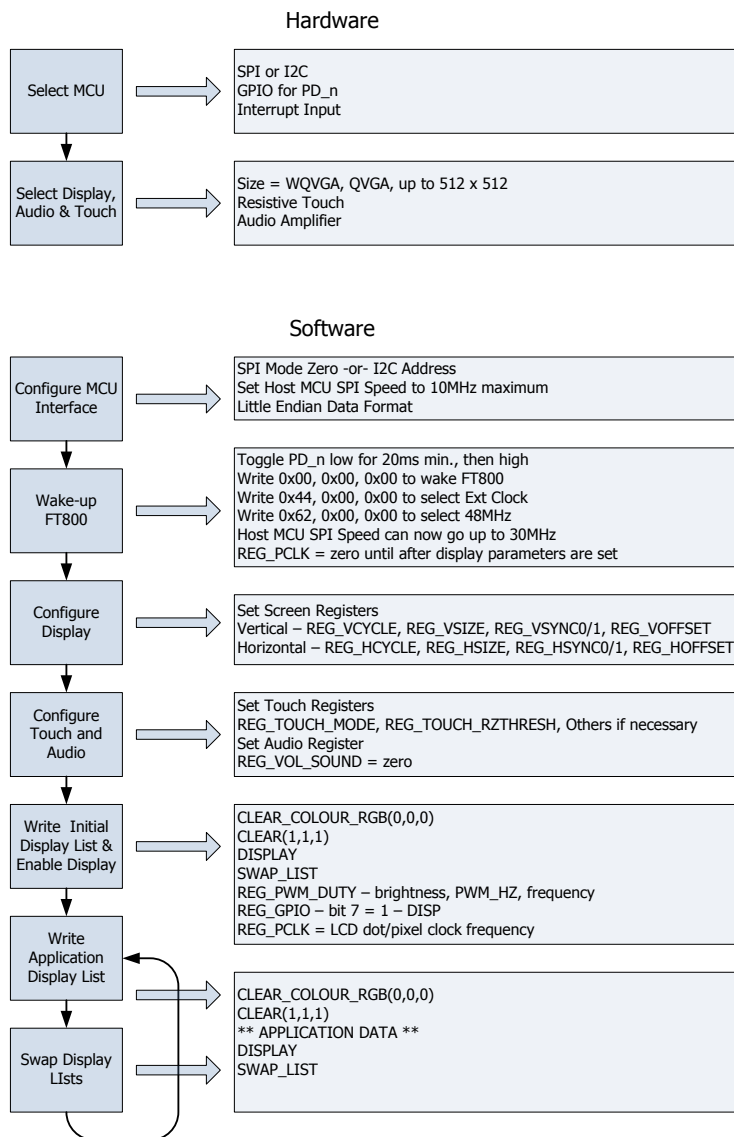 Hardware
Select MCU
SPI or I2C
GPIO for PD_n
Interrupt Input
Select Display,
Audio & Touch
Size = WQVGA, QVGA, up to 512 x 512
Resistive Touch
Audio Amplifier
Software
Configure MCU
Interface
SPI Mode Zero -or- I2C Address
Set Host MCU SPI Speed to 10MHz maximum
Little Endian Data Format
Wake-up
FT800
Toggle PD_n low for 20ms min., then high
Write 0x00, 0x00, 0x00 to wake FT800
Write 0x44, 0x00, 0x00 to select Ext Clock
Write 0x62, 0x00, 0x00 to select 48MHz
Host MCU SPI Speed can now go up to 30MHz
REG_PCLK = zero until after display parameters are set
Configure
Display
Set Screen Registers
Vertical – REG_VCYCLE, REG_VSIZE, REG_VSYNC0/1, REG_VOFFSET
Horizontal – REG_HCYCLE, REG_HSIZE, REG_HSYNC0/1, REG_HOFFSET
Configure
Touch and
Audio
Set Touch Registers
REG_TOUCH_MODE, REG_TOUCH_RZTHRESH, Others if necessary
Set Audio Register
REG_VOL_SOUND = zero
Write Initial
Display List &
Enable Display
CLEAR_COLOUR_RGB(0,0,0)
CLEAR(1,1,1)
DISPLAY
SWAP_LIST
REG_PWM_DUTY – brightness, PWM_HZ, frequency
REG_GPIO – bit 7 = 1 – DISP
REG_PCLK = LCD dot/pixel clock frequency
Write
Application
Display List
CLEAR_COLOUR_RGB(0,0,0)
CLEAR(1,1,1)
** APPLICATION DATA **
DISPLAY
SWAP_LIST
Swap Display
LIsts